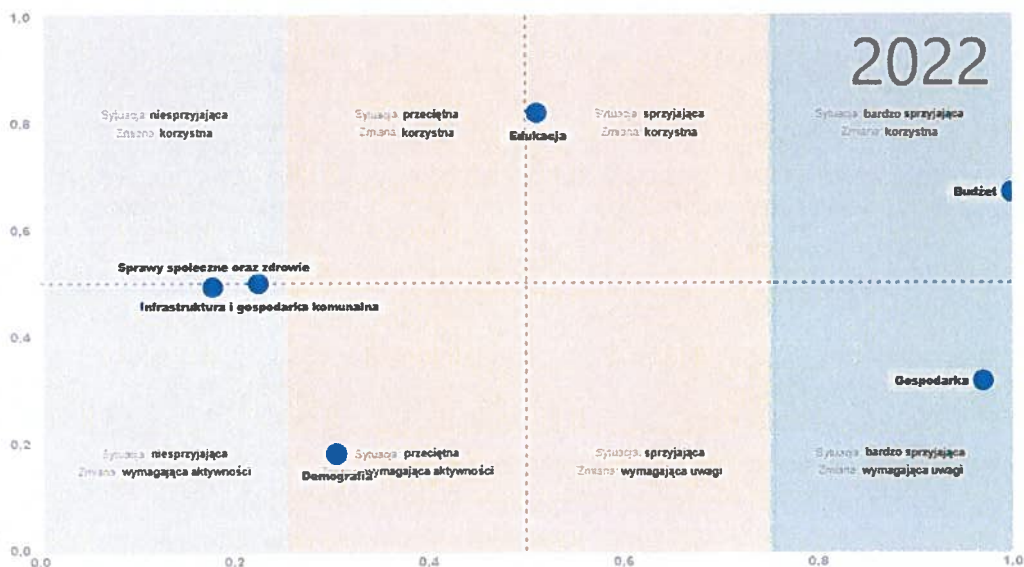 2022
1,0
Sytuacja: niesprzyjająca
Zmiana: korzystna
Sytuacja: przeciętna
Zmiana: korzystna
Sytuacja: sprzyjająca
Zmiana: korzystna
Sytuacja: bardzo sprzyjająca
Zmiana: korzystna
0,8
Edukacja
Budżet
0,6
Sprawy społeczne oraz zdrowie
Infrastruktura i gospodarka komunalna
0,4
Gospodarka
0,2
Sytuacja: niesprzyjająca
Zmiana: wymagająca aktywności
Sytuacja: przeciętna
wymagająca aktywności
Demografia
Sytuacja: sprzyjająca
Zmiana: wymagająca uwagi
Sytuacja: bardzo sprzyjająca
Zmiana: wymagająca uwagi
0,0
0,0 0,2 0,4 0,6 0,8 1,0